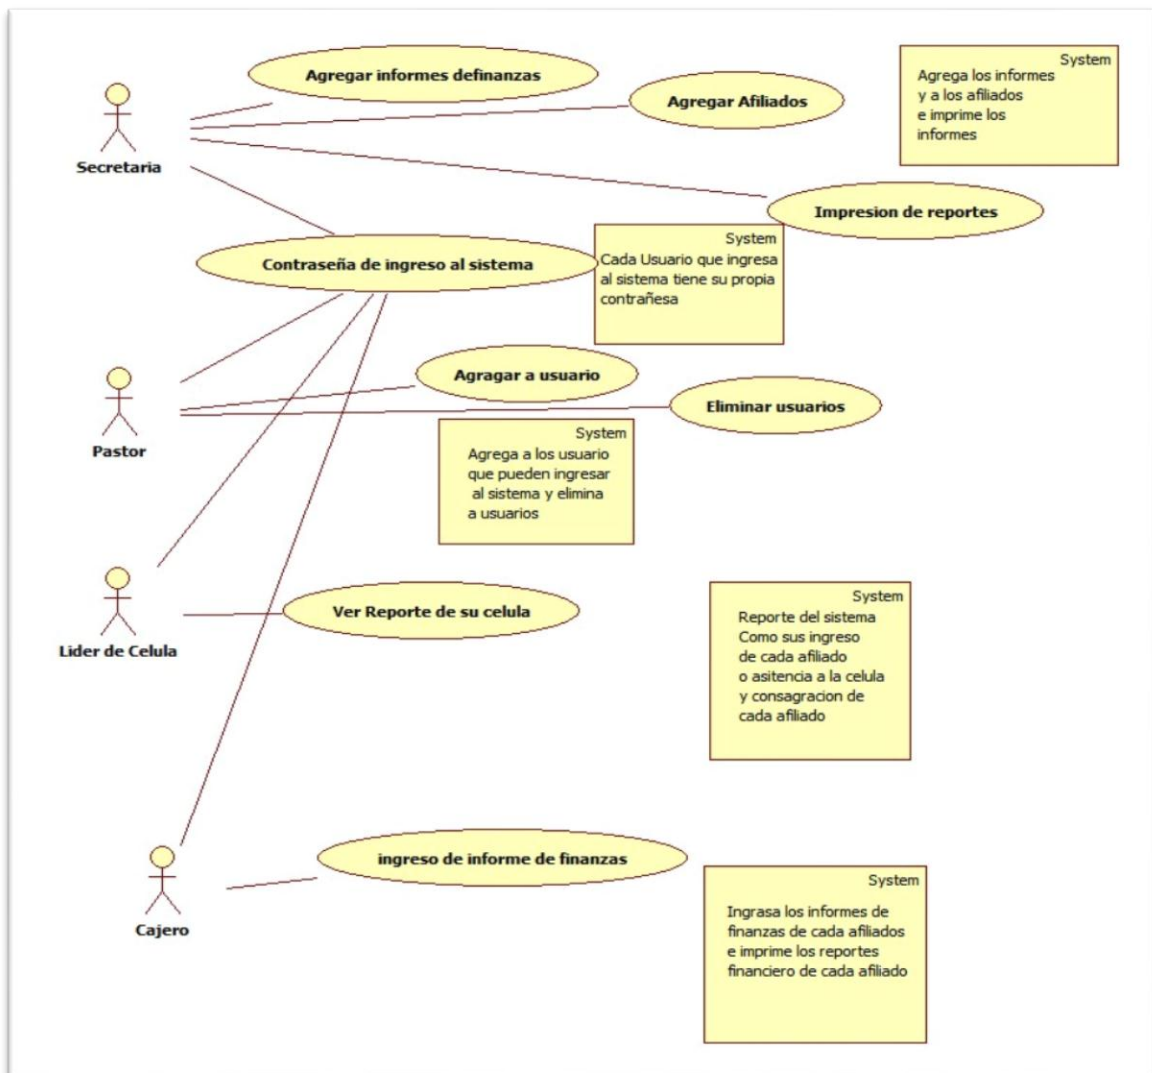 Agregar informes definanzas
System
Agrega los informes
y a los afiliados
e imprime los
informes
Agregar Afiliados
Secretaria
Impresion de reportes
System
Cada Usuario que ingresa
al sistema tiene su propia
contrañesa
Contraseña de ingreso al sistema
Agragar a usuario
Eliminar usuarios
Pastor
System
Agrega a los usuario
que pueden ingresar
al sistema y elimina
a usuarios
Ver Reporte de su celula
System
Reporte del sistema
Como sus ingreso
de cada afiliado
o asitencia a la celula
y consagracion de
cada afiliado
Lider de Celula
ingreso de informe de finanzas
System
Ingrasa los informes de
finanzas de cada afiliados
e imprime los reportes
financiero de cada afiliado
Cajero